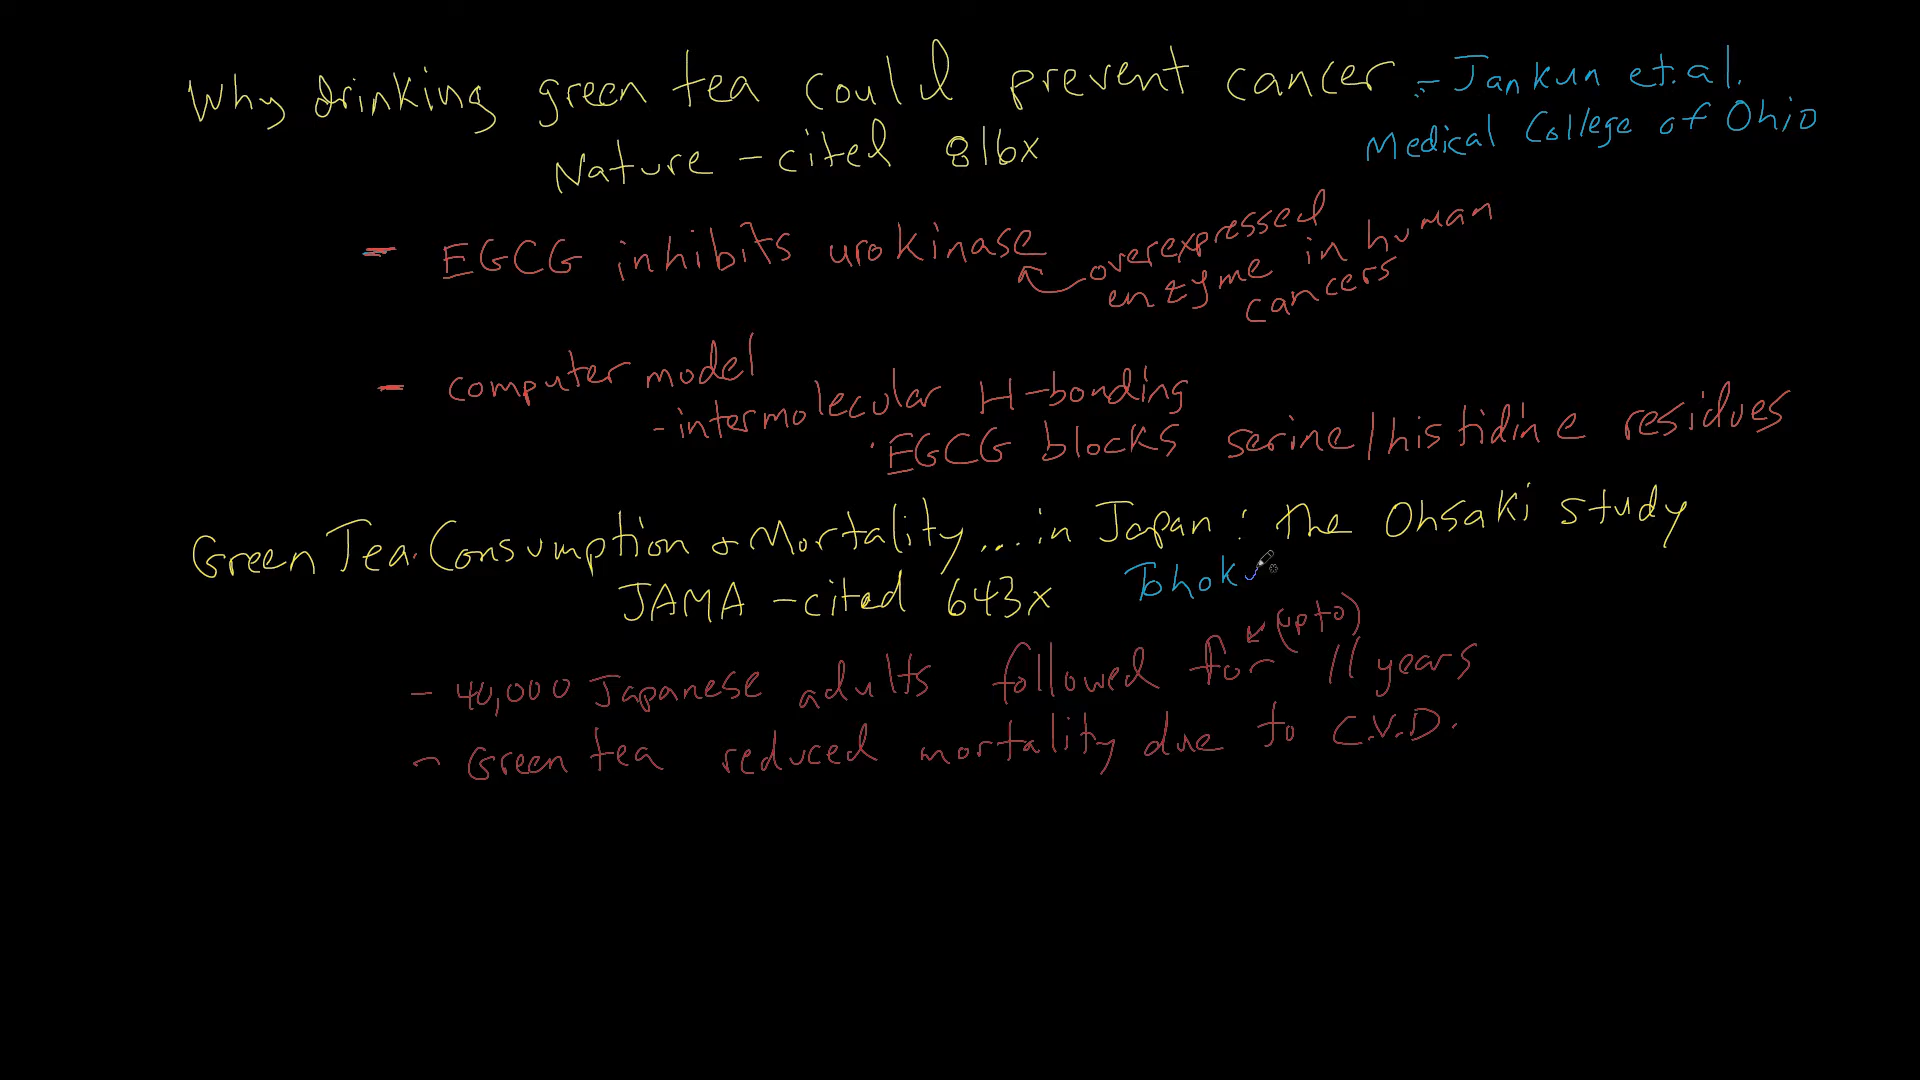 Why drinking green tea could prevent cancer - Jankun et. al.
Medical College of Ohio
Nature - cited 816x
- EGCG inhibits urokinase
overexpressed
enzyme in human
cancers
- computer model
- intermolecular H-bonding
· EGCG blocks serine/histidine residues
Green Tea Consumption & Mortality... in Japan: the Ohsaki study
JAMA - cited 643x
Tohoku
(up to)
- 40,000 Japanese adults followed for 11 years
- Green tea reduced mortality due to C.V.D.